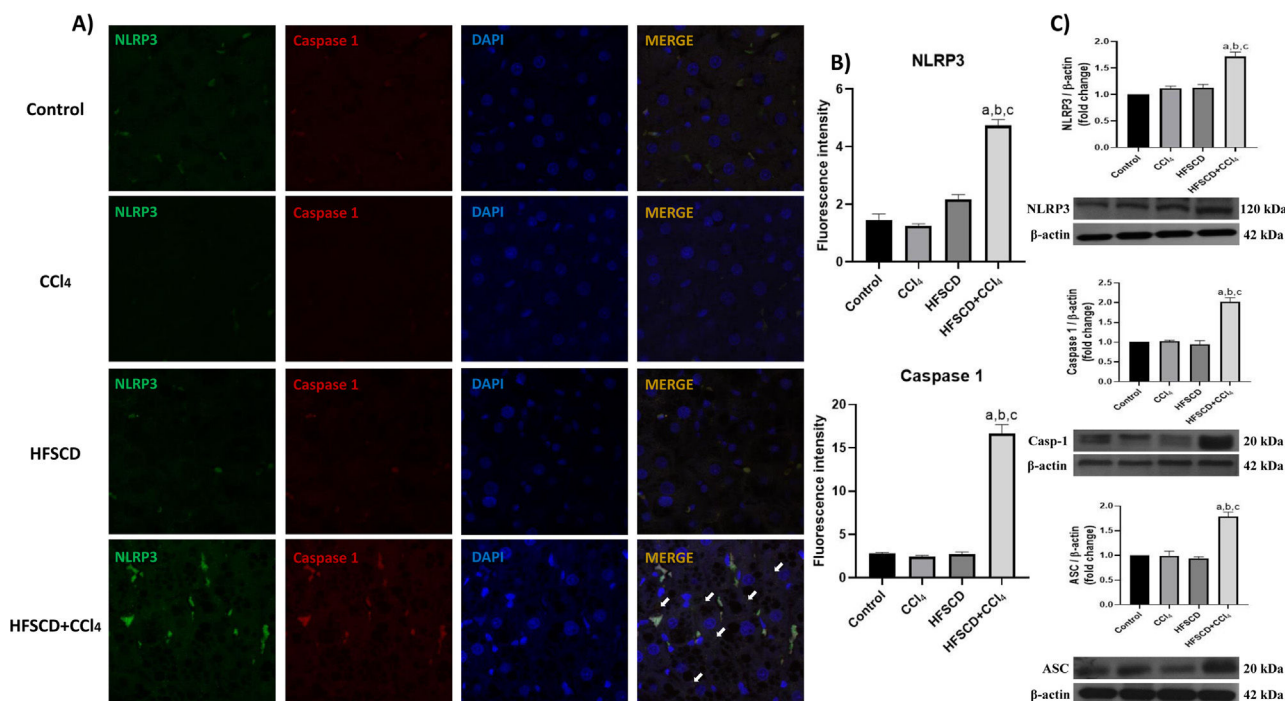 A)
NLRP3 Caspase 1 DAPI MERGE
Control
NLRP3 Caspase 1 DAPI MERGE
CCl₄
NLRP3 Caspase 1 DAPI MERGE
HFSCD
NLRP3 Caspase 1 DAPI MERGE
HFSCD+CCl₄
B)
NLRP3
Fluorescence intensity
6
4
2
0
a,b,c
Control CCl₄ HFSCD HFSCD+CCl₄
Caspase 1
Fluorescence intensity
20
15
10
5
0
a,b,c
Control CCl₄ HFSCD HFSCD+CCl₄
C)
NLRP3 / β-actin
(fold change)
2.0
1.5
1.0
0.5
0.0
a,b,c
Control CCl₄ HFSCD HFSCD+CCl₄
NLRP3 120 kDa
β-actin 42 kDa
Caspase 1 / β-actin
(fold change)
2.5
2.0
1.5
1.0
0.5
0.0
a,b,c
Control CCl₄ HFSCD HFSCD+CCl₄
Casp-1 20 kDa
β-actin 42 kDa
ASC / β-actin
(fold change)
2.0
1.5
1.0
0.5
0.0
a,b,c
Control CCl₄ HFSCD HFSCD+CCl₄
ASC 20 kDa
β-actin 42 kDa